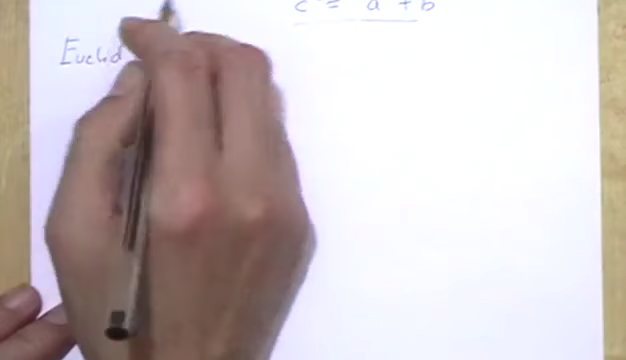 c = a + b
Euclid